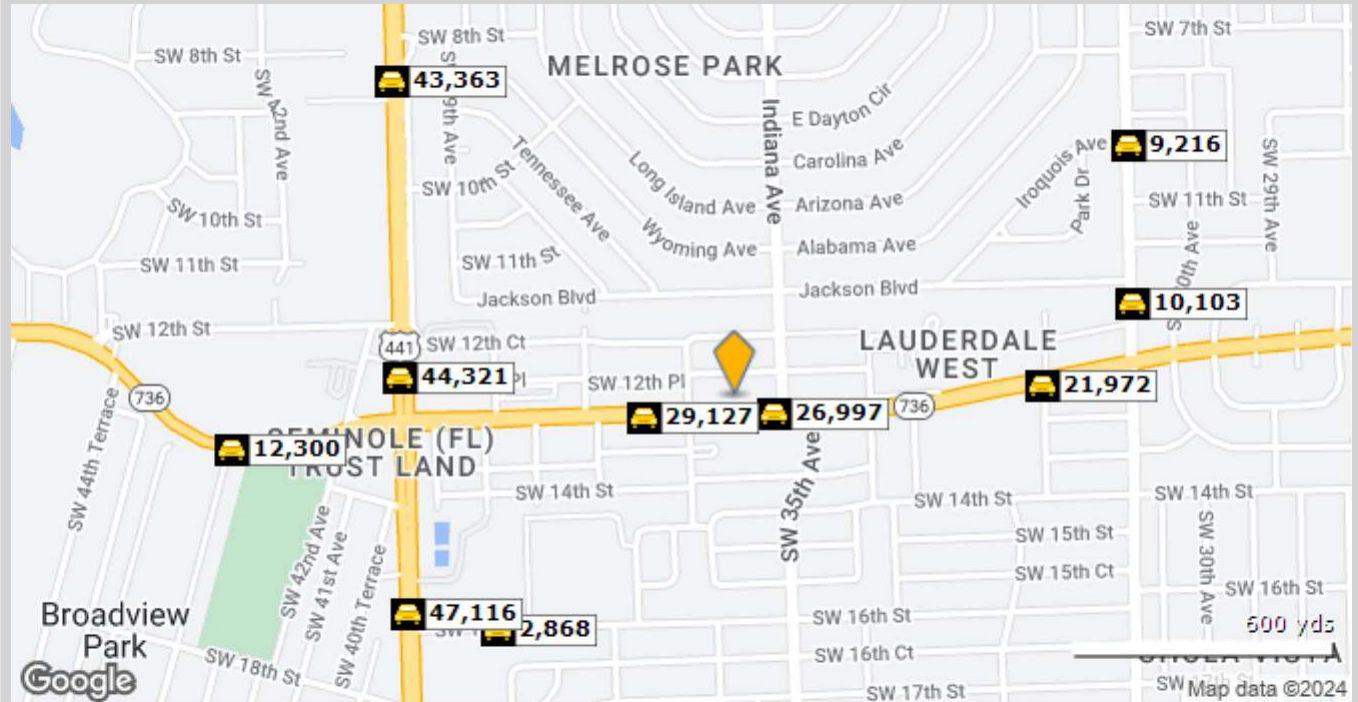 SW 8th St
SW 7th St
SW 8th St
MELROSE PARK
43,363
SW 42nd Ave
E Dayton Cir
Indiana Ave
Carolina Ave
Iroquois Ave
9,216
SW 29th Ave
Tennessee Ave
Long Island Ave
SW 10th St
Park Dr
SW 11th St
Arizona Ave
SW 10th St
Wyoming Ave
Alabama Ave
SW 11th St
SW 11th St
Jackson Blvd
Jackson Blvd
10,103
SW 12th St
441
SW 12th Ct
LAUDERDALE
WEST
44,321
Pl
SW 12th Pl
21,972
736
29,127
26,997
736
12,300
SEMINOLE (FL)
TRUST LAND
SW 44th Terrace
SW 35th Ave
SW 14th St
SW 14th St
SW 14th St
SW 42nd Ave
SW 41st Ave
SW 40th Terrace
SW 15th St
SW 30th Ave
SW 15th Ct
SW 16th St
Broadview
Park
47,116
2,868
SW 16th St
600 yds
SW 16th Ct
SW 18th St
Google
SW 17th St
Map data ©2024